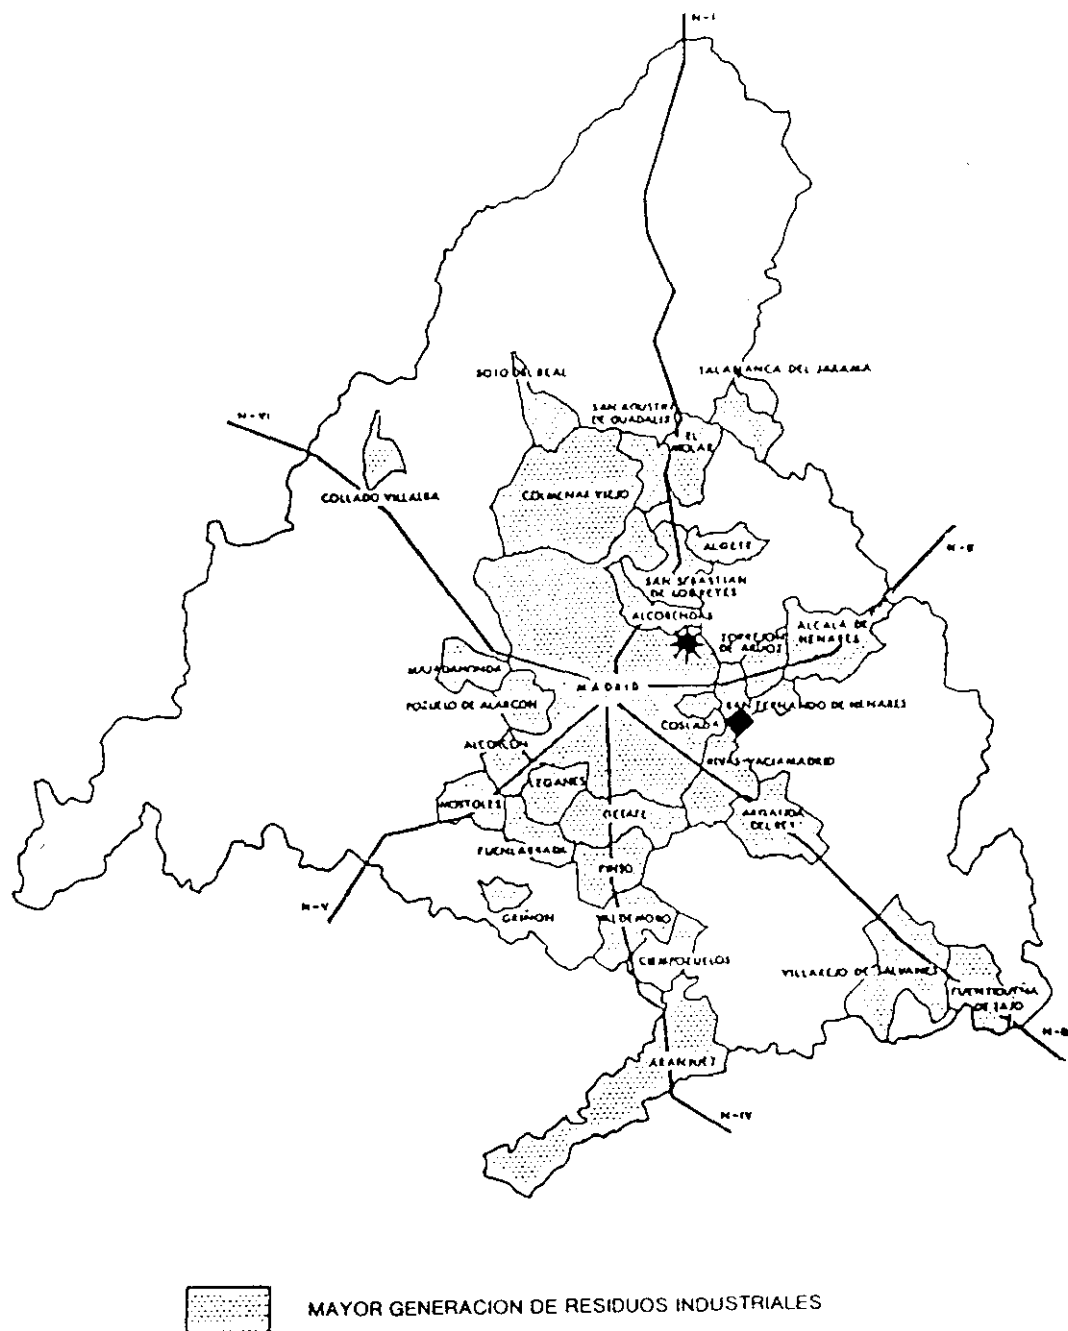 N-I
SOTO DEL REAL
TALAMANCA DEL JARAMA
SAN AGUSTIN
DE GUADALIX
EL
MOLAR
N-VI
COLLADO VILLALBA
COLMENAR VIEJO
ALGETE
N-II
SAN SEBASTIAN
DE LOS REYES
ALCOBENDAS
TORREJON
DE ARDOZ
ALCALA DE
HENARES
MAJADAHONDA
MADRID
POZUELO DE ALARCON
SAN FERNANDO DE HENARES
COSLADA
ALCORCON
RIVAS-VACIAMADRID
LEGANES
MOSTOLES
GETAFE
ARGANDA
DEL REY
FUENLABRADA
PINTO
N-V
GRIÑON
VALDEMORO
CIEMPOZUELOS
VILLAREJO DE SALVANES
FUENTIDUEÑA
DE TAJO
N-III
ARANJUEZ
N-IV
MAYOR GENERACION DE RESIDUOS INDUSTRIALES